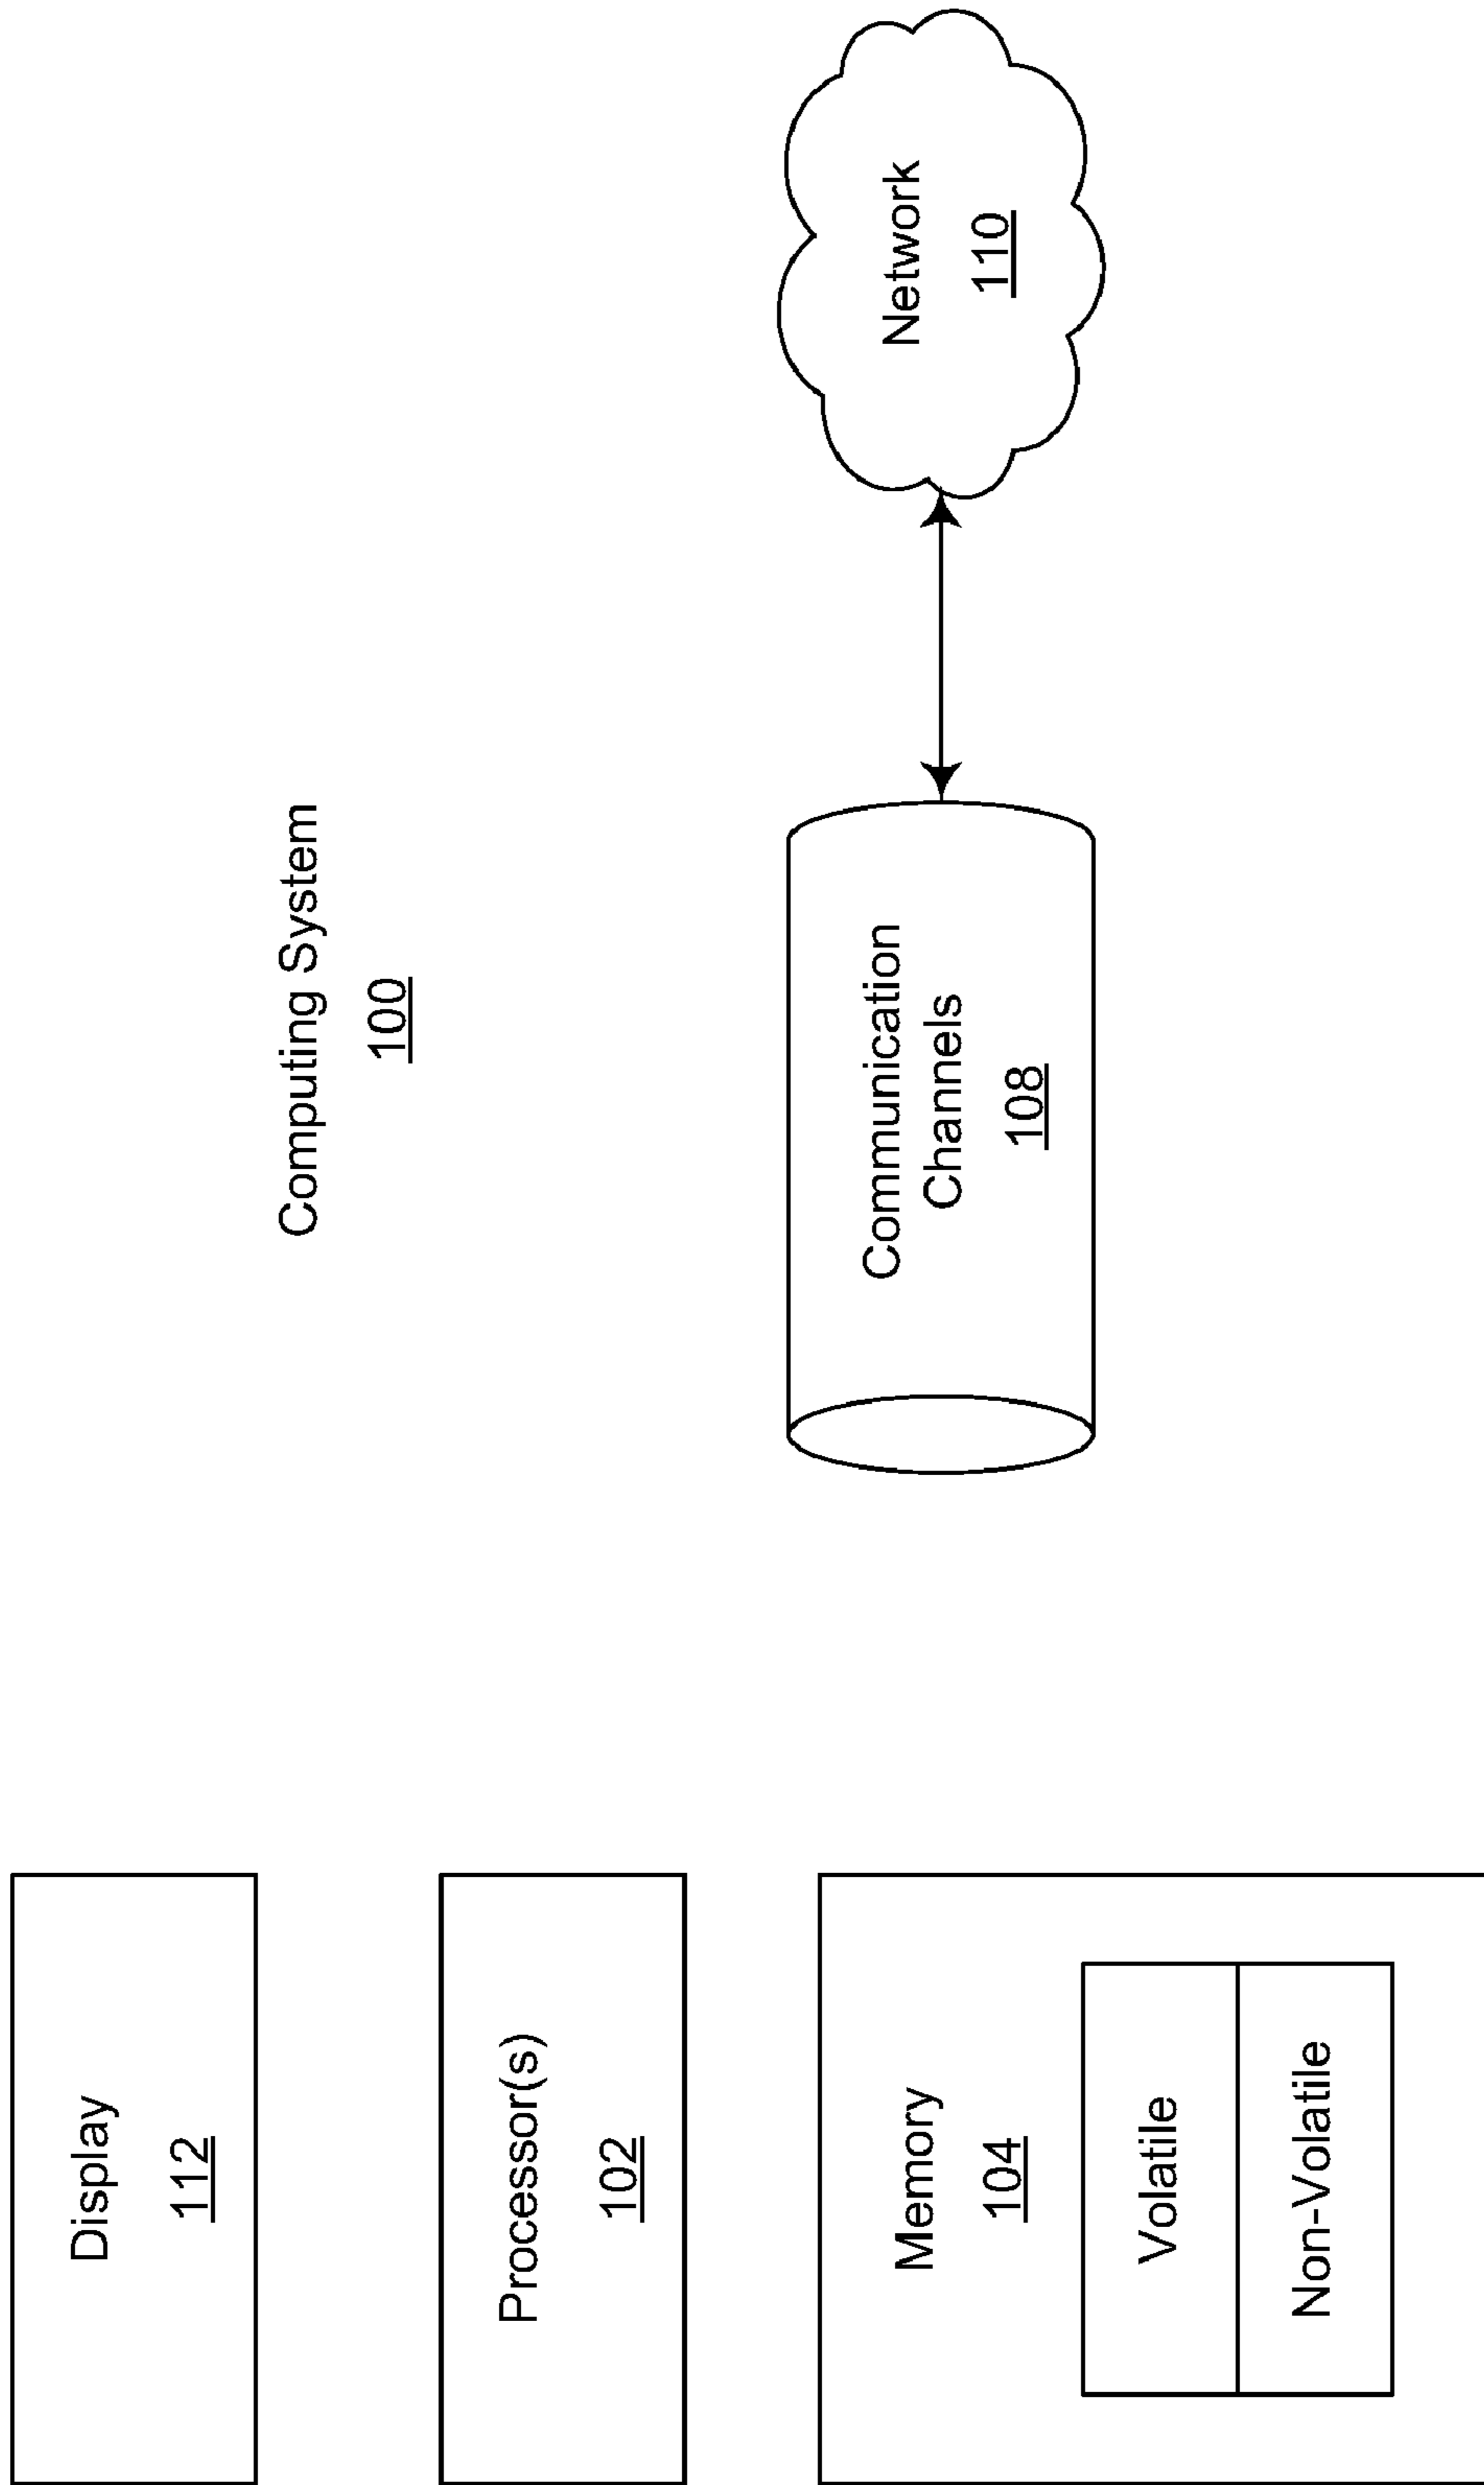 Computing System
100
Display
112
Processor(s)
102
Memory
104
Volatile
Non-Volatile
Communication
Channels
108
Network
110